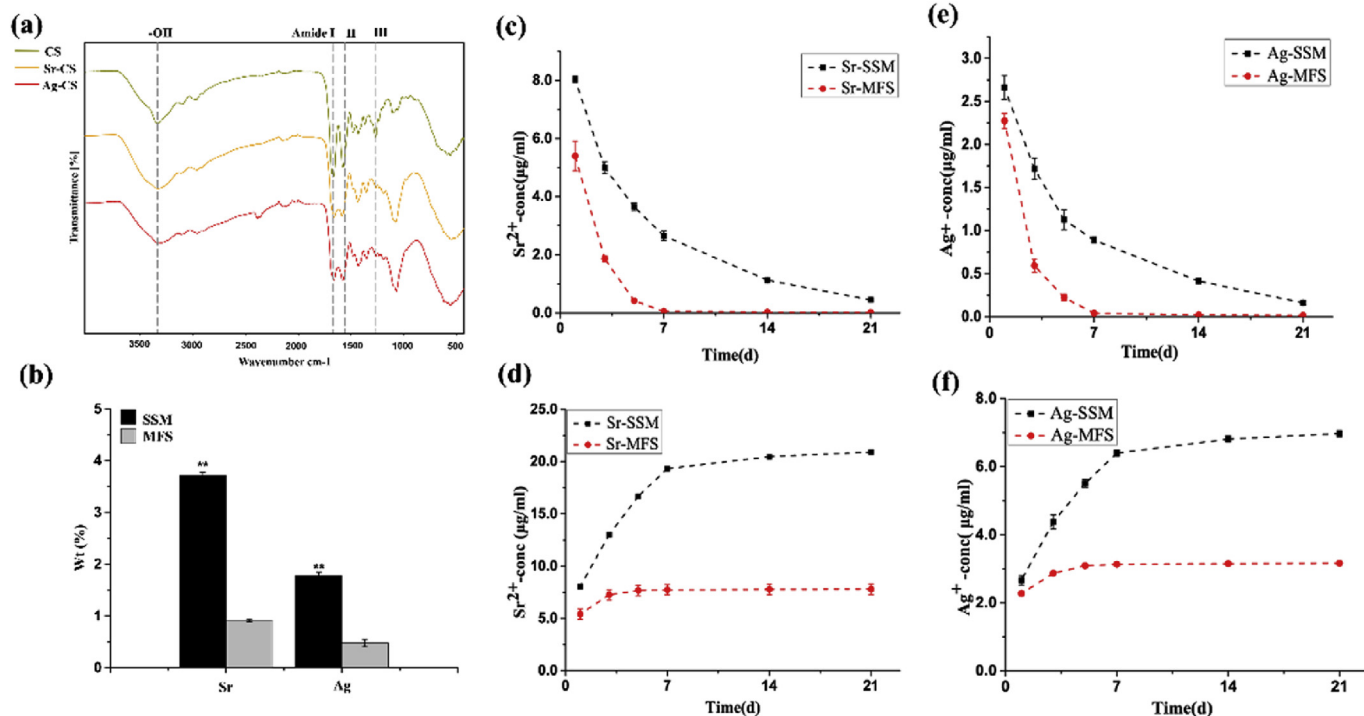 (a)
-OH Amide I II III
CS
Sr-CS
Ag-CS
Transmittance [%]
3500 3000 2500 2000 1500 1000 500
Wavenumber cm-1
(b)
SSM
MFS
**
**
Wt (%)
5
4
3
2
1
0
Sr Ag
(c)
Sr-SSM
Sr-MFS
Sr2+-conc(μg/ml)
8.0
6.0
4.0
2.0
0.0
0 7 14 21
Time(d)
(d)
Sr-SSM
Sr-MFS
Sr2+-conc (μg/ml)
25.0
20.0
15.0
10.0
5.0
0.0
0 7 14 21
Time(d)
(e)
Ag-SSM
Ag-MFS
Ag+ -conc(μg/ml)
3.0
2.5
2.0
1.5
1.0
0.5
0.0
0 7 14 21
Time(d)
(f)
Ag-SSM
Ag-MFS
Ag+ -conc( μg/ml)
8.0
6.0
4.0
2.0
0.0
0 7 14 21
Time(d)